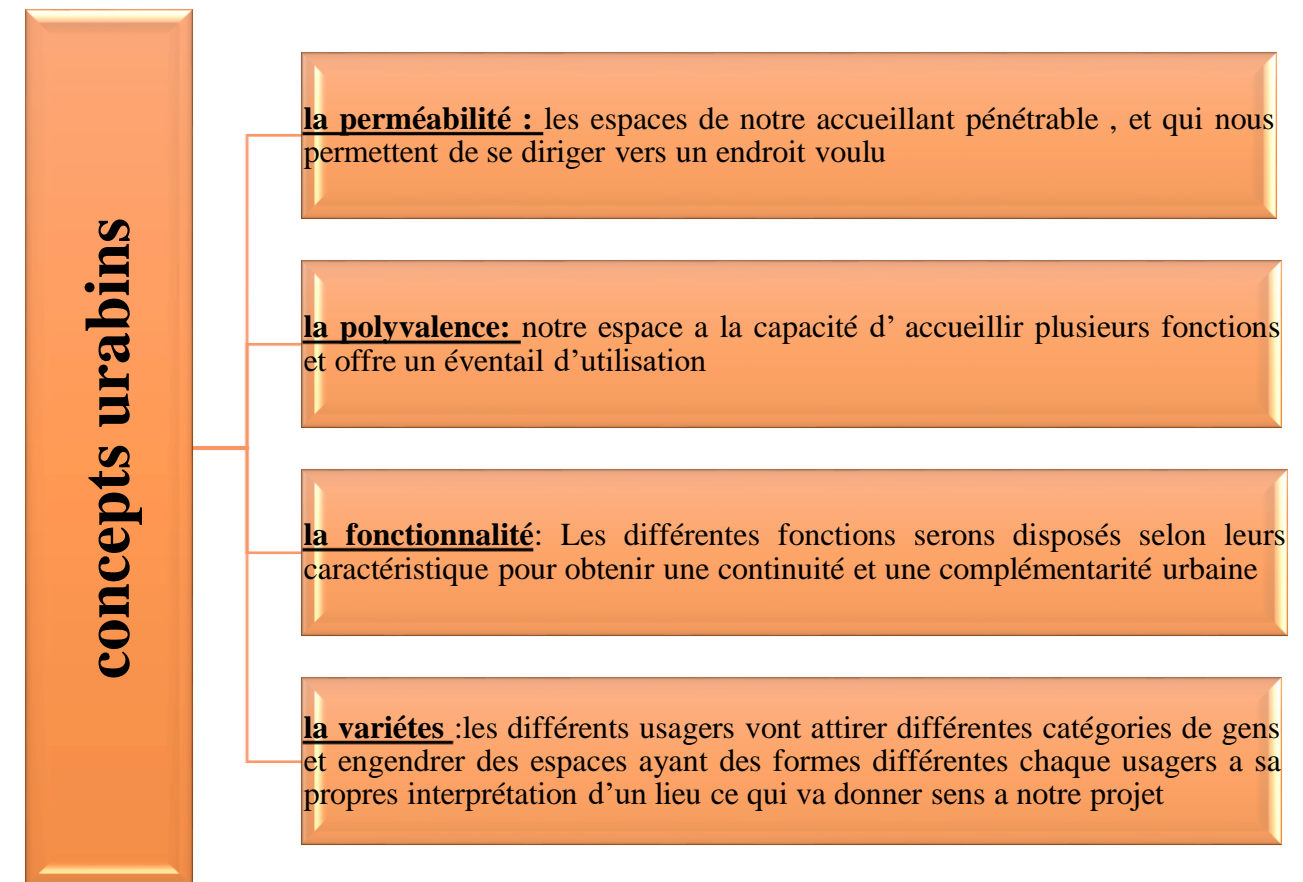 concepts urabins
la perméabilité : les espaces de notre accueillant pénétrable , et qui nous
permettent de se diriger vers un endroit voulu
la polyvalence: notre espace a la capacité d’ accueillir plusieurs fonctions
et offre un éventail d’utilisation
la fonctionnalité: Les différentes fonctions serons disposés selon leurs
caractéristique pour obtenir une continuité et une complémentarité urbaine
la variétes :les différents usagers vont attirer différentes catégories de gens
et engendrer des espaces ayant des formes différentes chaque usagers a sa
propres interprétation d’un lieu ce qui va donner sens a notre projet